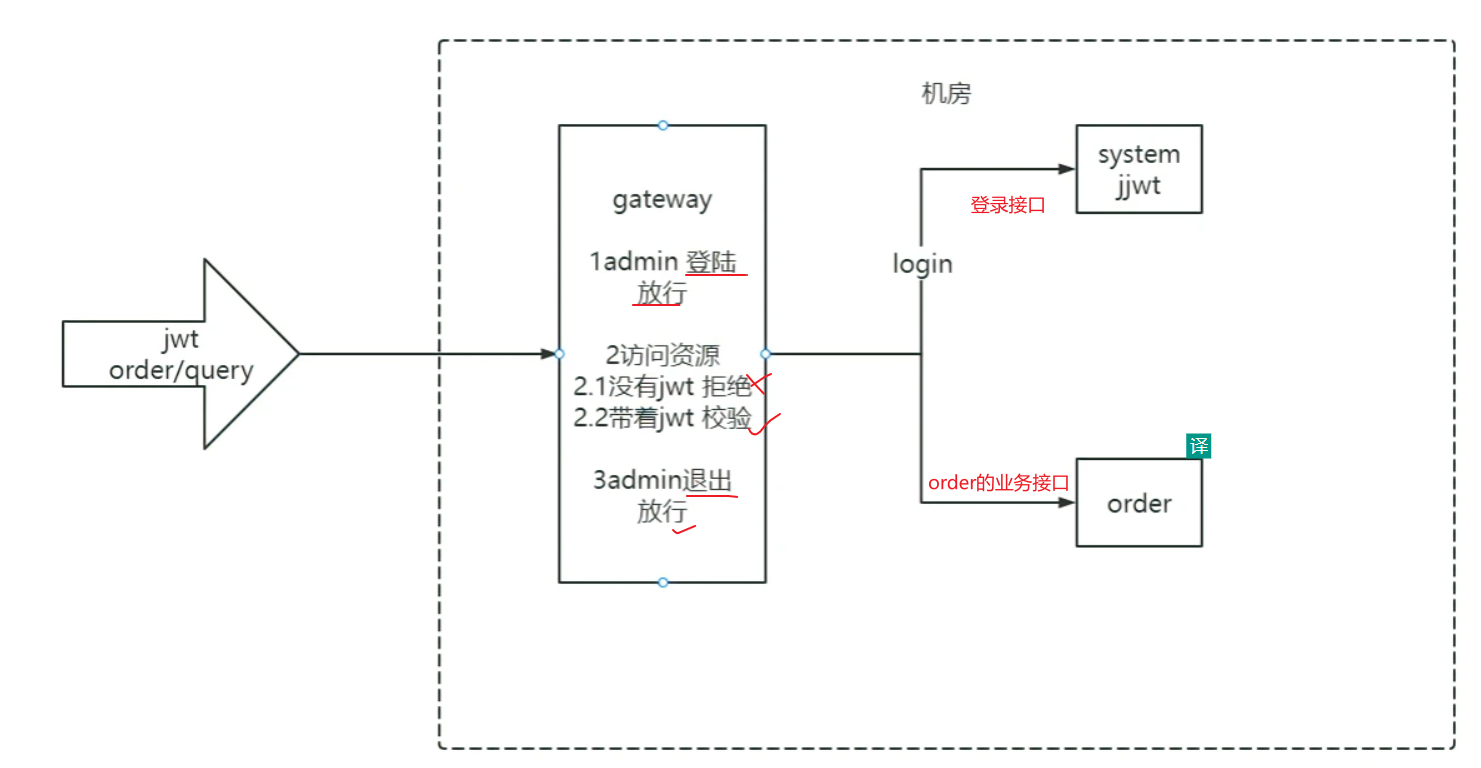 机房
jwt
order/query
gateway
1admin 登陆
放行
2访问资源
2.1没有jwt 拒绝
2.2带着jwt 校验
3admin退出
放行
login
登录接口
system
jjwt
order的业务接口
译
order